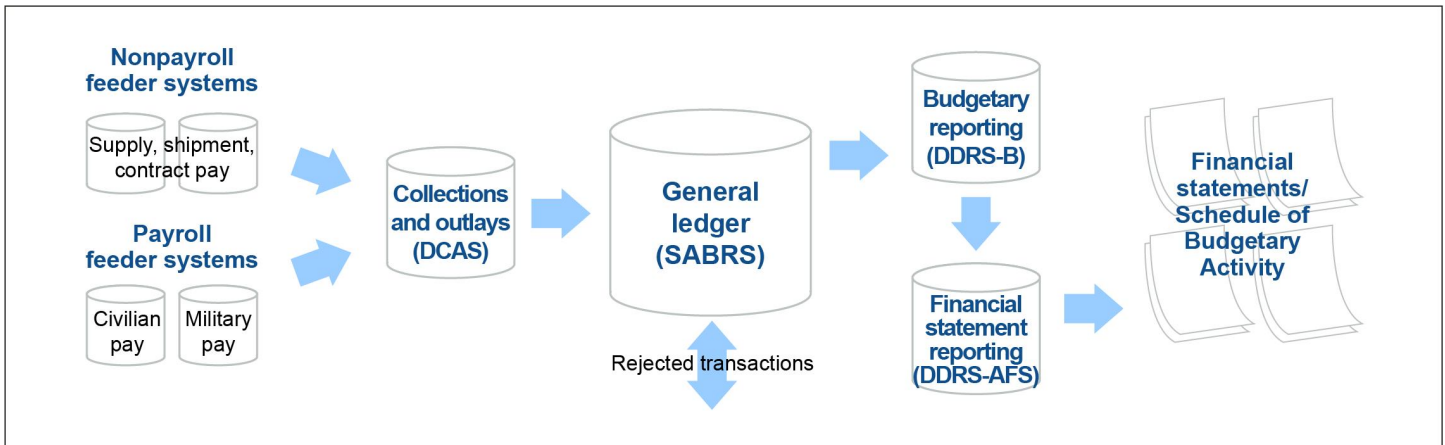 Nonpayroll
feeder systems
Supply, shipment,
contract pay
Payroll
feeder systems
Civilian
pay
Military
pay
Collections
and outlays
(DCAS)
General
ledger
(SABRS)
Rejected transactions
Budgetary
reporting
(DDRS-B)
Financial
statement
reporting
(DDRS-AFS)
Financial
statements/
Schedule of
Budgetary
Activity